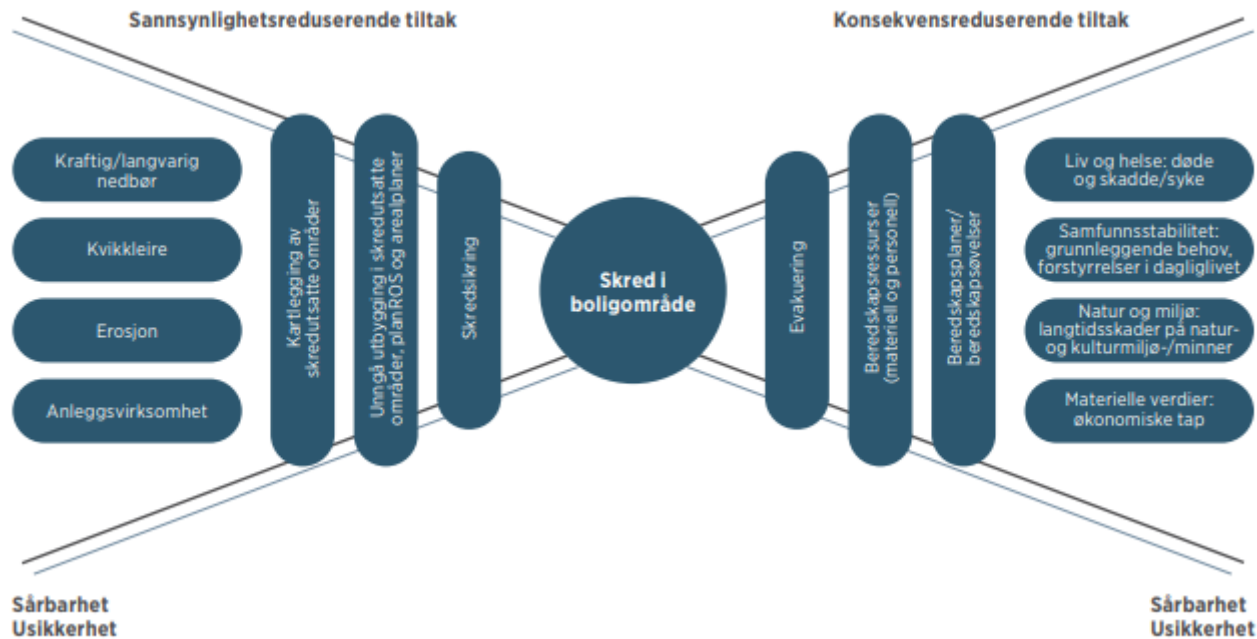 Sannsynlighetsreduserende tiltak
Konsekvensreduserende tiltak
Kraftig/langvarig
nedbør
Kvikkleire
Erosjon
Anleggsvirksomhet
Kartlegging av
skredutsatte områder
Unngå utbygging i skredutsatte
områder, planROS og arealplaner
Skredsikring
Skred i
boligområde
Evakuering
Beredskapsressurser
(materiell og personell)
Beredskapsplaner/
beredskapsøvelser
Liv og helse: døde
og skadde/syke
Samfunnsstabilitet:
grunnleggende behov,
forstyrrelser i dagliglivet
Natur og miljø:
langtidsskader på natur-
og kulturmiljø-/minner
Materielle verdier:
økonomiske tap
Sårbarhet
Usikkerhet
Sårbarhet
Usikkerhet